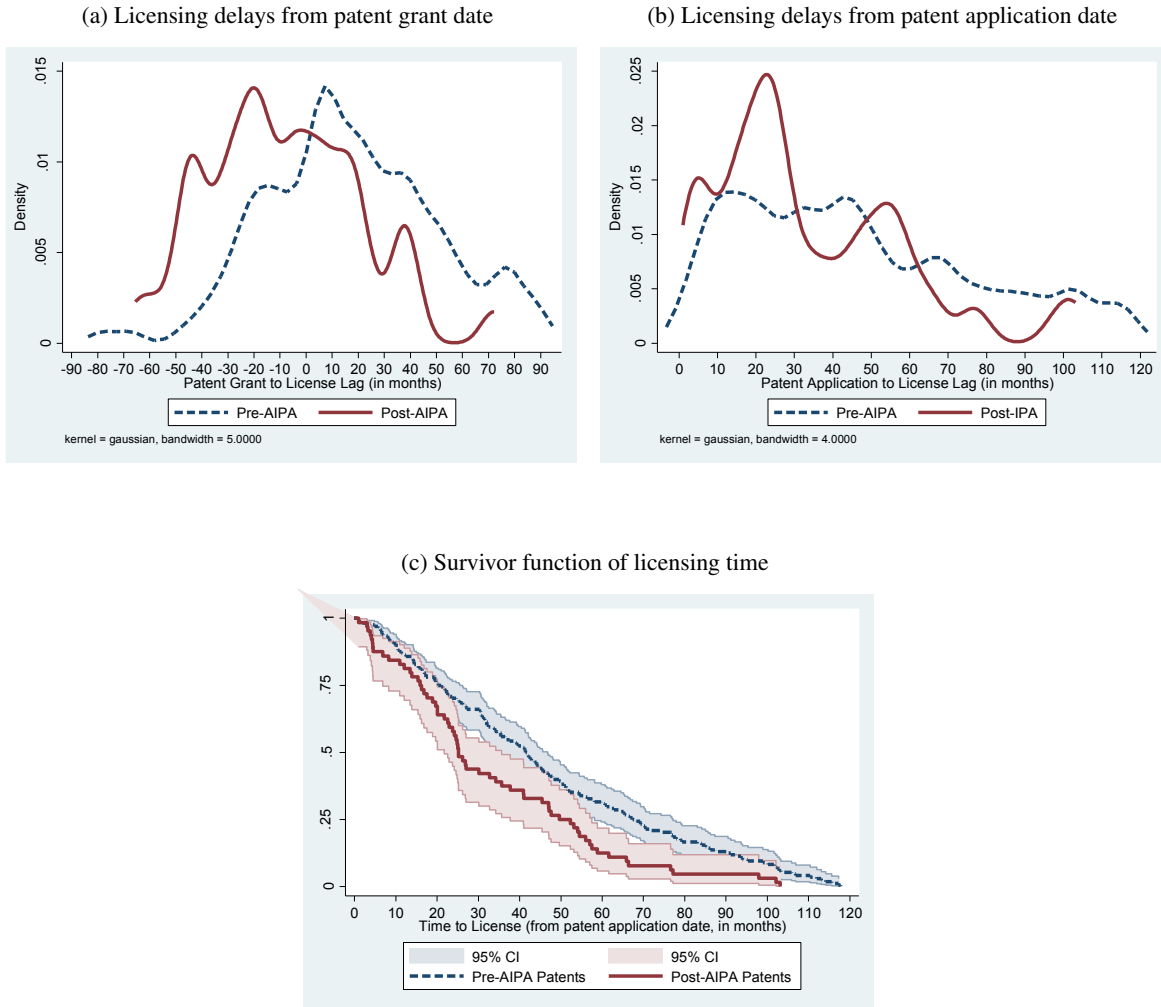 (a) Licensing delays from patent grant date
.015
.01
.005
0
Density
-90 -80 -70 -60 -50 -40 -30 -20 -10 0 10 20 30 40 50 60 70 80 90
Patent Grant to License Lag (in months)
Pre-AIPA Post-AIPA
kernel = gaussian, bandwidth = 5.0000
(b) Licensing delays from patent application date
.025
.02
.015
.01
.005
0
Density
0 10 20 30 40 50 60 70 80 90 100 110 120
Patent Application to License Lag (in months)
Pre-AIPA Post-IPA
kernel = gaussian, bandwidth = 4.0000
(c) Survivor function of licensing time
1
.75
.5
.25
0
0 10 20 30 40 50 60 70 80 90 100 110 120
Time to License (from patent application date, in months)
95% CI 95% CI
Pre-AIPA Patents Post-AIPA Patents